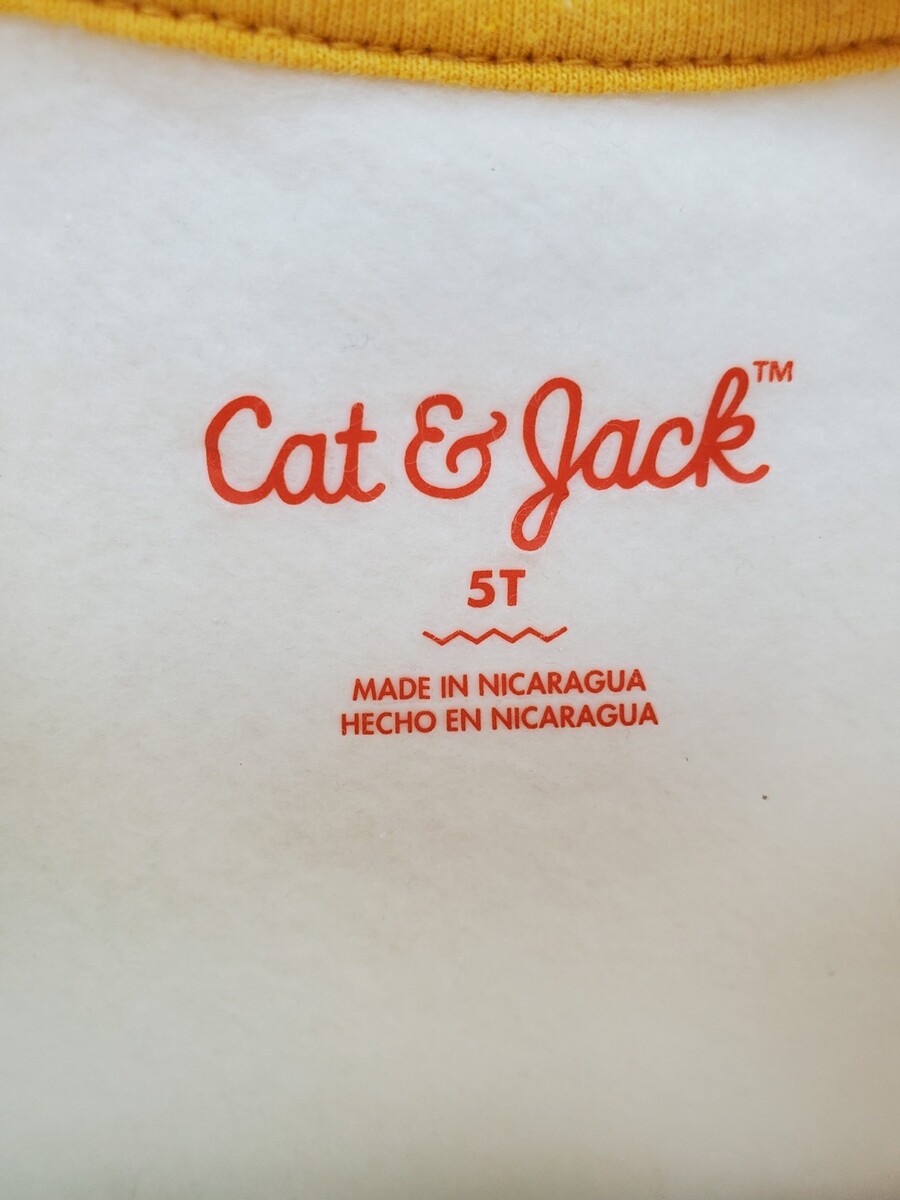 Cat & Jack™
5T
MADE IN NICARAGUA
HECHO EN NICARAGUA